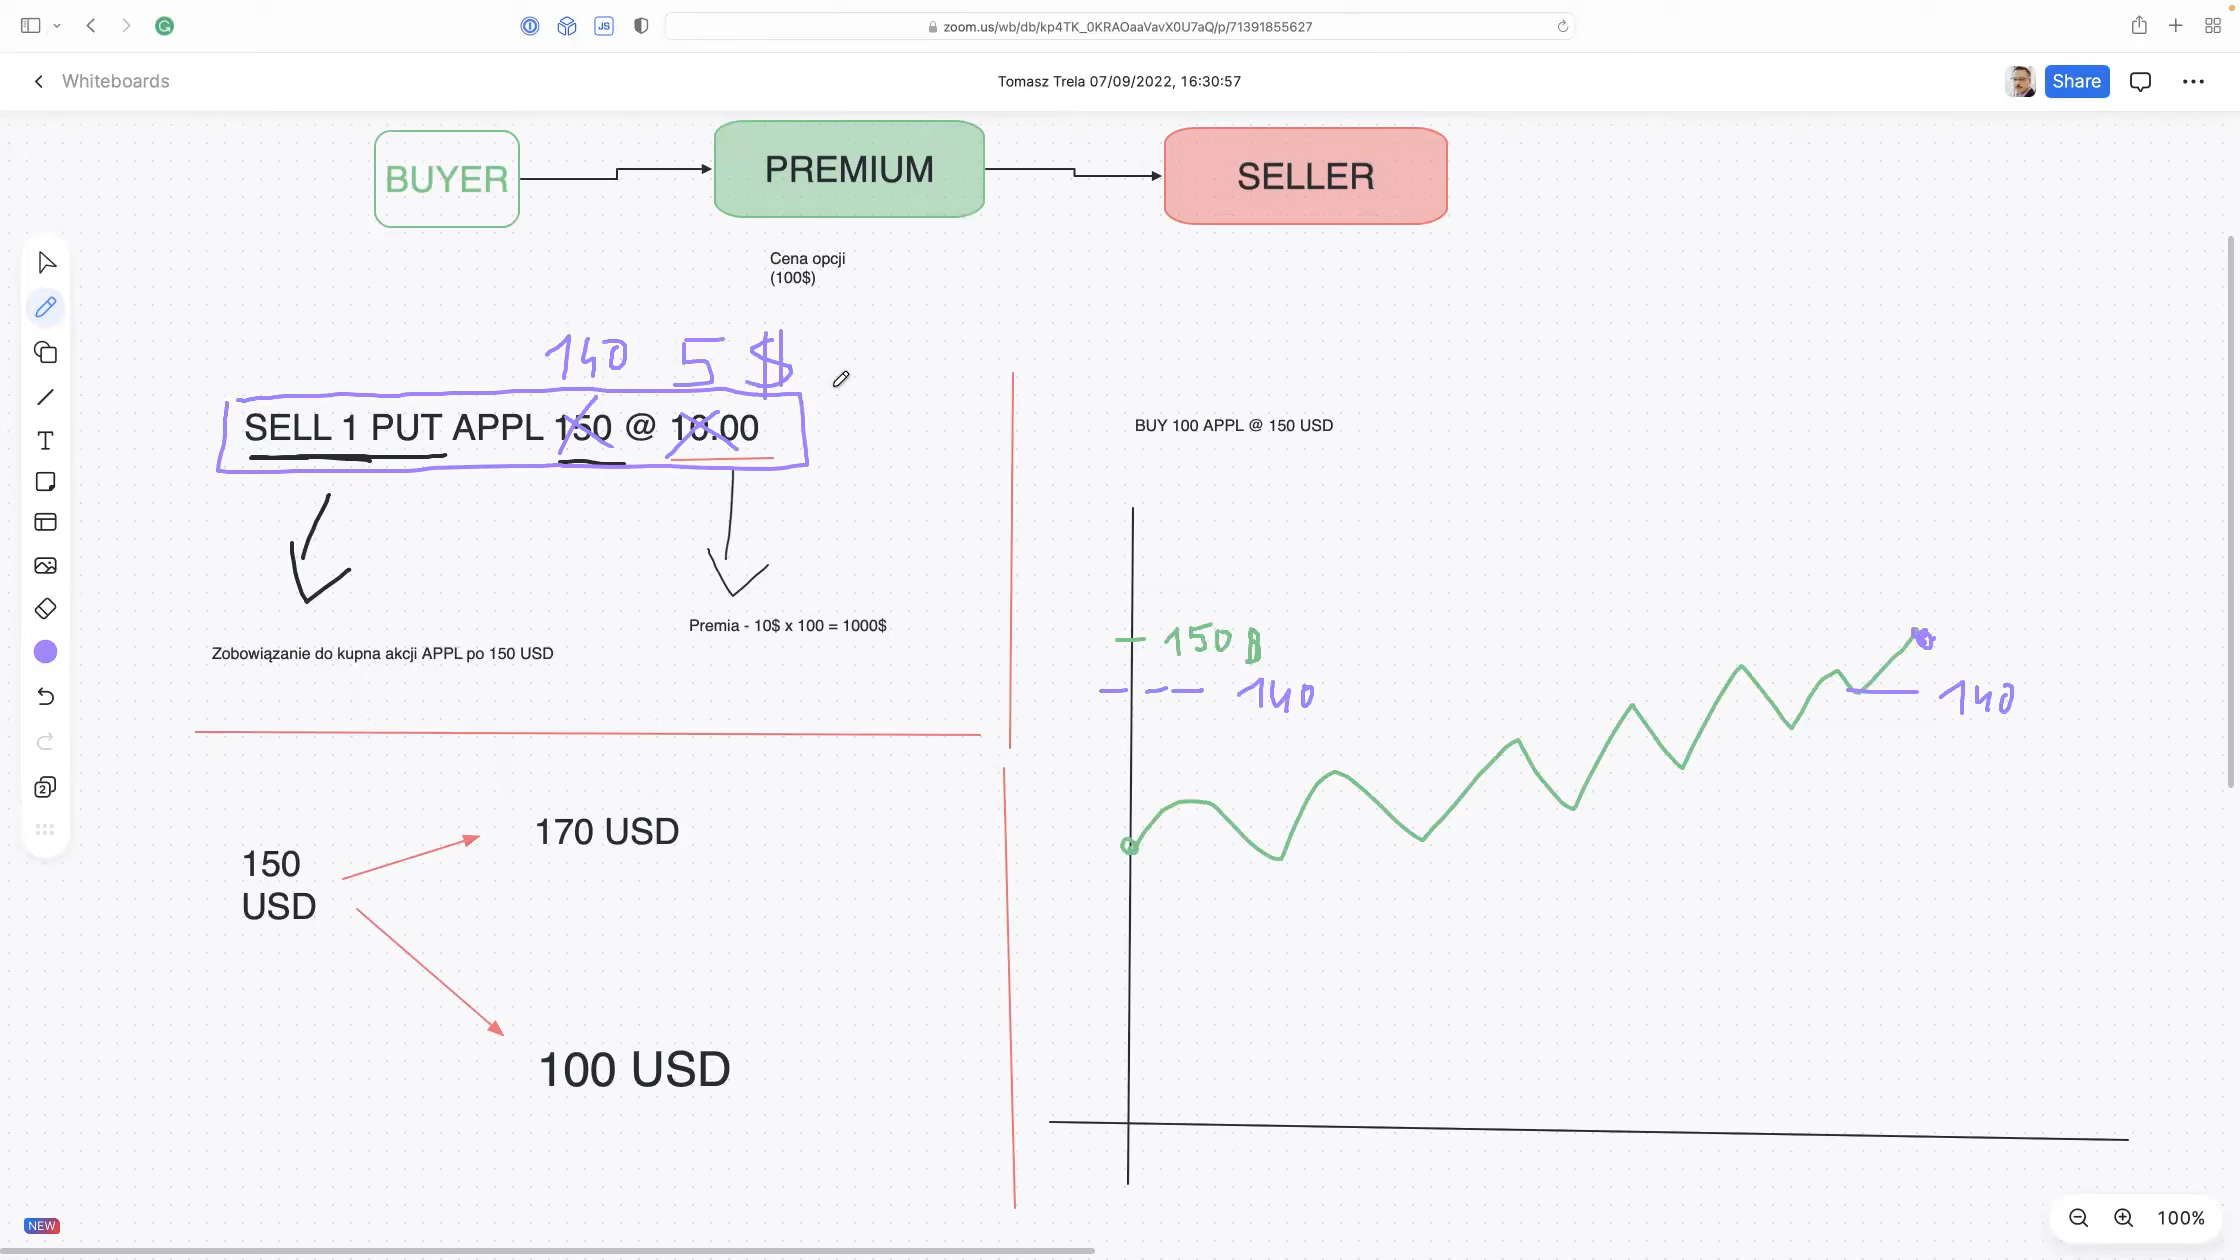 zoom.us/wb/db/kp4TK_0KRAOaaVavX0U7aQ/p/71391855627
Whiteboards
Tomasz Trela 07/09/2022, 16:30:57
Share
BUYER
PREMIUM
SELLER
Cena opcji
(100$)
140 5 $
SELL 1 PUT APPL 150 @ 10.00
BUY 100 APPL @ 150 USD
Premia - 10$ x 100 = 1000$
Zobowiązanie do kupna akcji APPL po 150 USD
150
140
140
170 USD
150
USD
100 USD
JS
2
NEW
100%